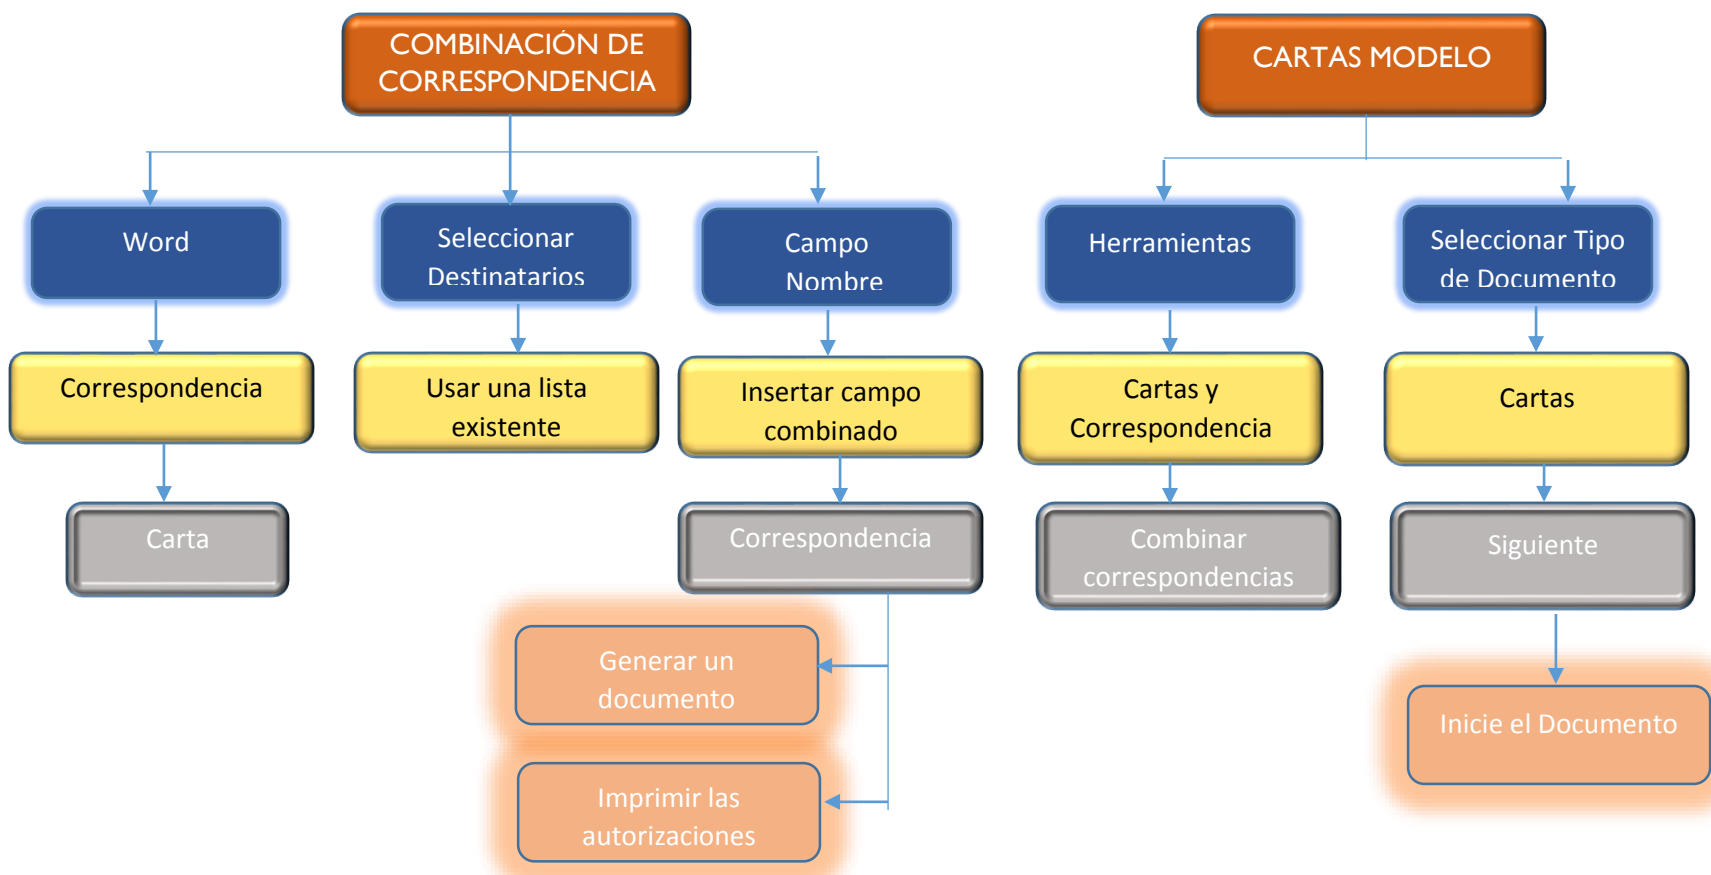 COMBINACIÓN DE
CORRESPONDENCIA
CARTAS MODELO
Word
Seleccionar
Destinatarios
Campo
Nombre
Herramientas
Seleccionar Tipo
de Documento
Correspondencia
Usar una lista
existente
Insertar campo
combinado
Cartas y
Correspondencia
Cartas
Carta
Correspondencia
Combinar
correspondencias
Siguiente
Generar un
documento
Inicie el Documento
Imprimir las
autorizaciones